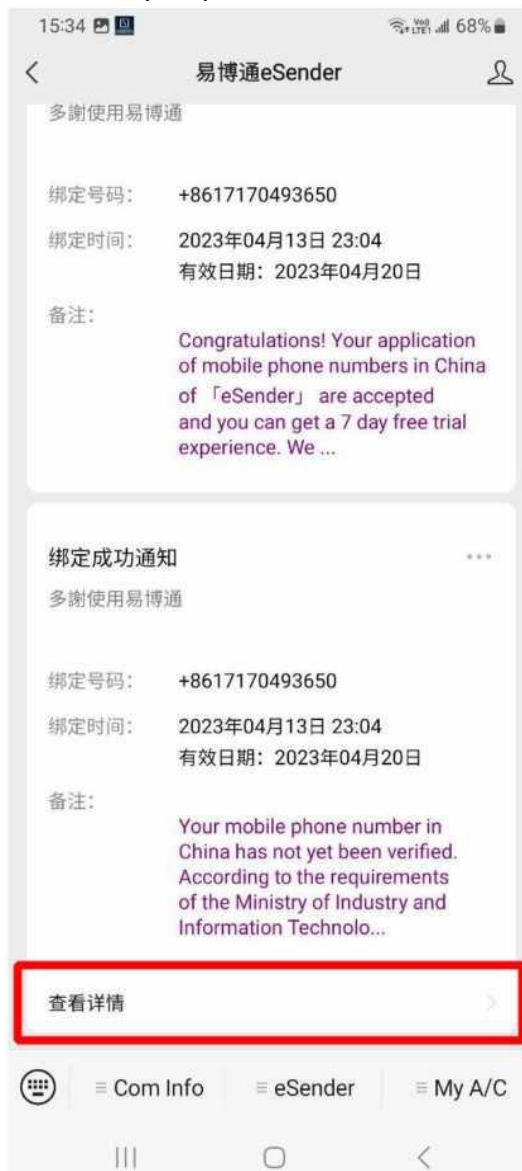 15:34
Vo9 LTE1 68%
易博通eSender
多謝使用易博通
绑定号码： +8617170493650
绑定时间： 2023年04月13日 23:04
有效日期：2023年04月20日
备注：
Congratulations! Your application
of mobile phone numbers in China
of 「eSender」 are accepted
and you can get a 7 day free trial
experience. We ...
绑定成功通知
多謝使用易博通
绑定号码： +8617170493650
绑定时间： 2023年04月13日 23:04
有效日期：2023年04月20日
备注：
Your mobile phone number in
China has not yet been verified.
According to the requirements
of the Ministry of Industry and
Information Technolo...
查看详情
Com Info eSender My A/C